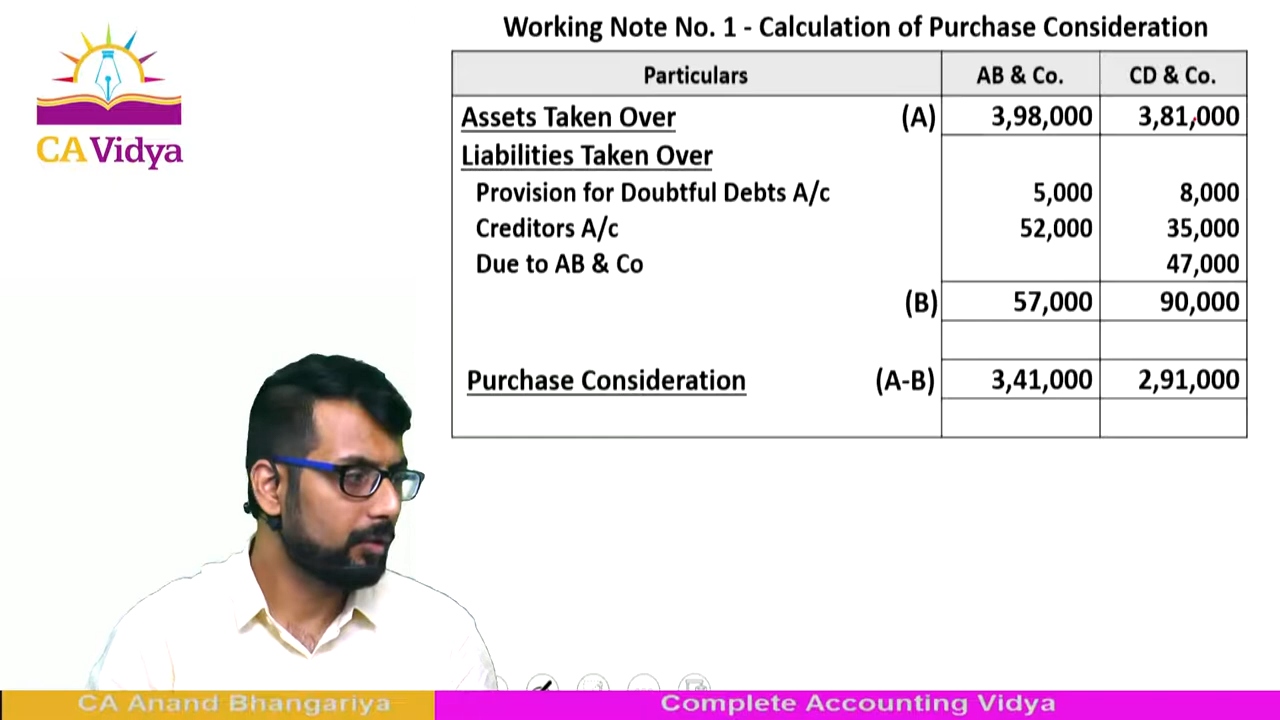 Working Note No. 1 - Calculation of Purchase Consideration
CA Vidya
Particulars AB & Co. CD & Co.
Assets Taken Over (A) 3,98,000 3,81,000
Liabilities Taken Over
Provision for Doubtful Debts A/c 5,000 8,000
Creditors A/c 52,000 35,000
Due to AB & Co 47,000
(B) 57,000 90,000
Purchase Consideration (A-B) 3,41,000 2,91,000
CA Anand Bhangariya Complete Accounting Vidya